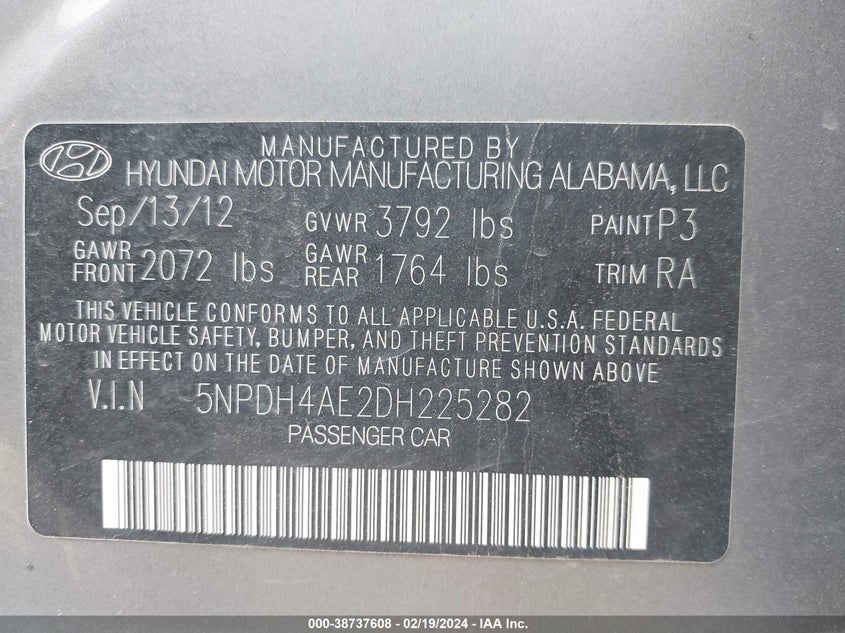 MANUFACTURED BY
HYUNDAI MOTOR MANUFACTURING ALABAMA, LLC
Sep/13/12 GVWR 3792 lbs PAINT P3
GAWR FRONT 2072 lbs GAWR REAR 1764 lbs TRIM RA
THIS VEHICLE CONFORMS TO ALL APPLICABLE U.S.A. FEDERAL
MOTOR VEHICLE SAFETY, BUMPER, AND THEFT PREVENTION STANDARDS
IN EFFECT ON THE DATE OF MANUFACTURE SHOWN ABOVE
V.I.N 5NPDH4AE2DH225282
PASSENGER CAR
000-38737608 - 02/19/2024 - IAA Inc.